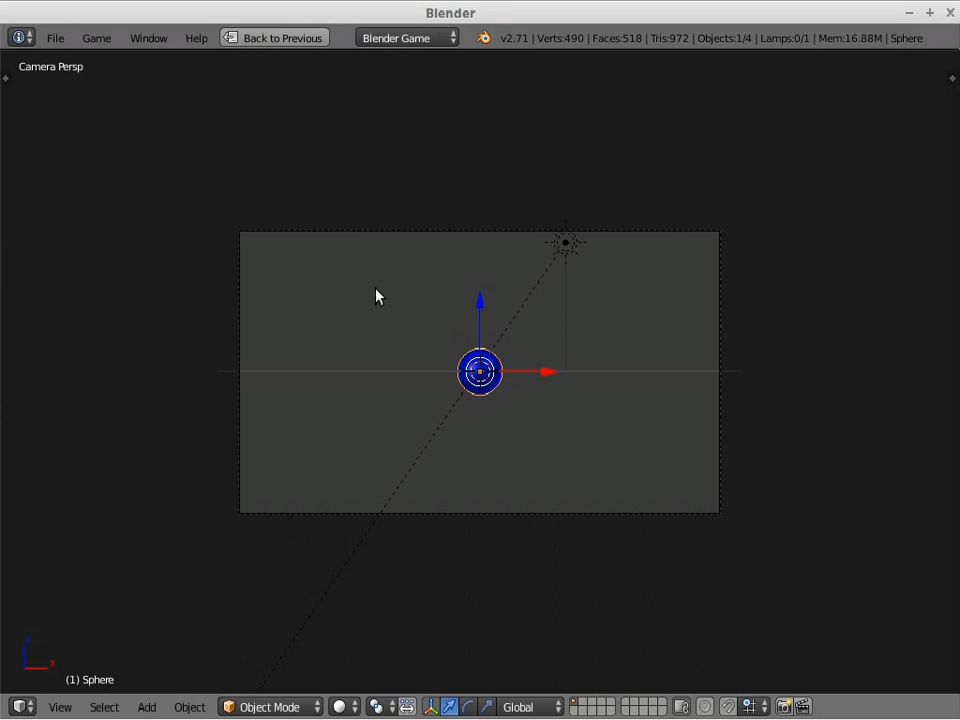 Blender
File Game Window Help Back to Previous Blender Game v2.71 | Verts:490 | Faces:518 | Tris:972 | Objects:1/4 | Lamps:0/1 | Mem:16.88M | Sphere
Camera Persp
z
x
(1) Sphere
View Select Add Object Object Mode Global